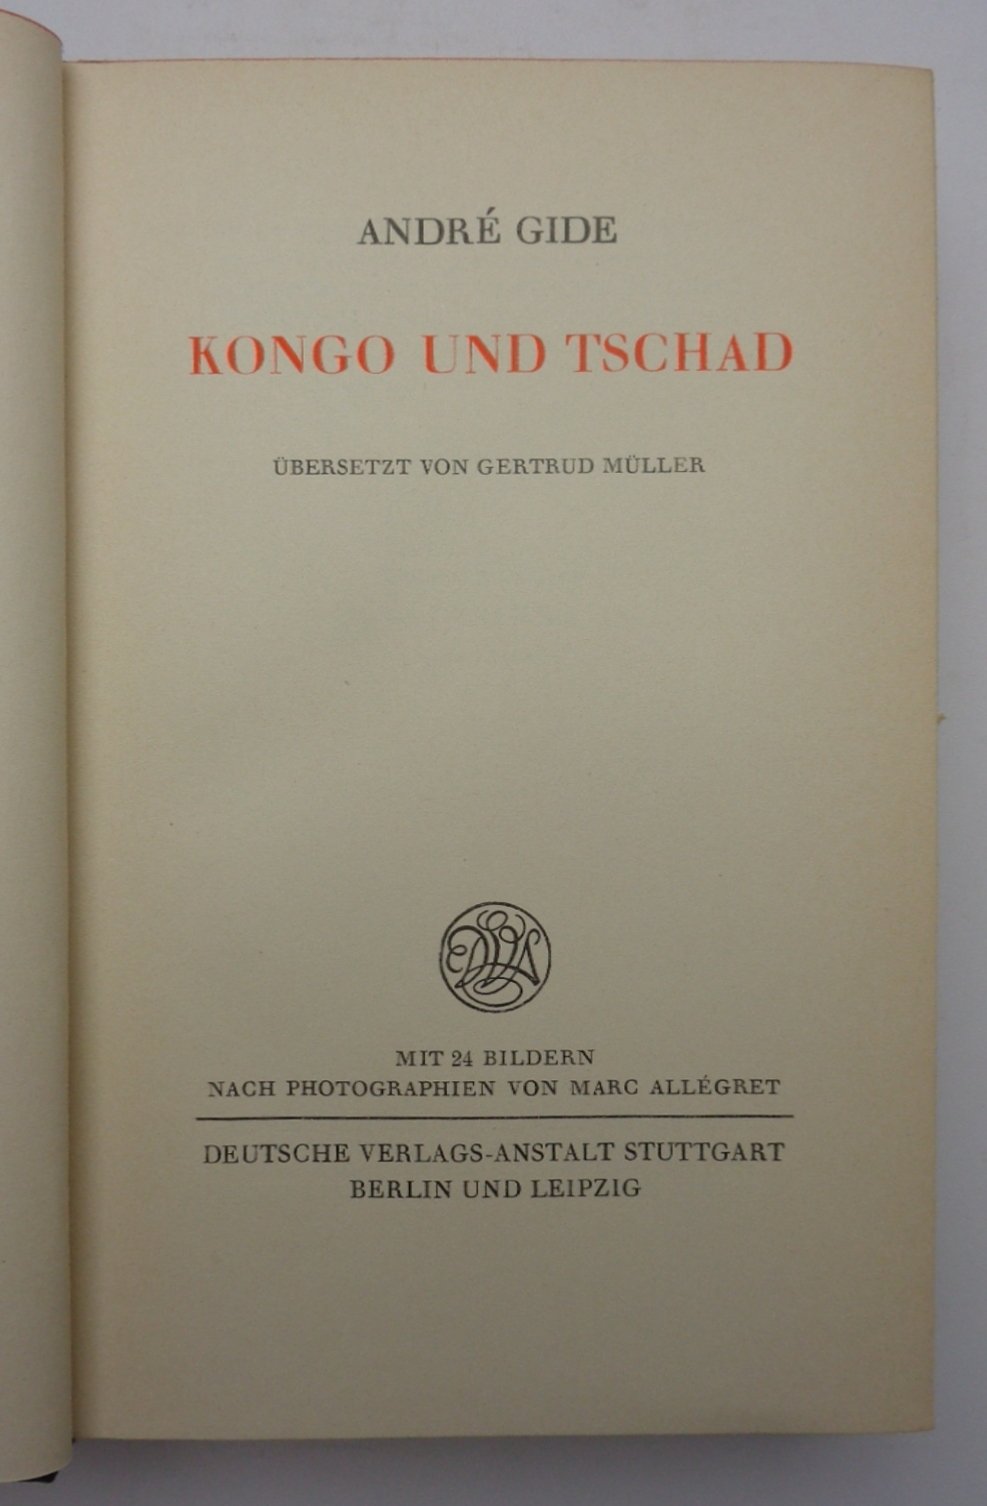 ANDRÉ GIDE
KONGO UND TSCHAD
ÜBERSETZT VON GERTRUD MÜLLER
DVA
MIT 24 BILDERN
NACH PHOTOGRAPHIEN VON MARC ALLÉGRET
DEUTSCHE VERLAGS-ANSTALT STUTTGART
BERLIN UND LEIPZIG